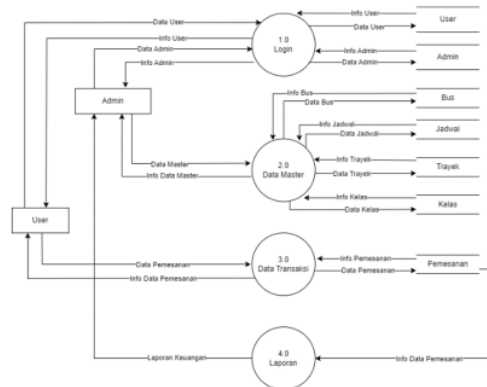 Data User
Info User
Data Admin
Info Admin
1.0
Login
Info User
Data User
User
Info Admin
Data Admin
Admin
Admin
Data Master
Info Data Master
2.0
Data Master
Info Bus
Data Bus
Bus
Info Jadwal
Data Jadwal
Jadwal
Info Trayek
Data Trayek
Trayek
Info Kelas
Data Kelas
Kelas
User
Data Pemesanan
Info Data Pemesanan
3.0
Data Transaksi
Info Pemesanan
Data Pemesanan
Pemesanan
Laporan Keuangan
4.0
Laporan
Info Data Pemesanan